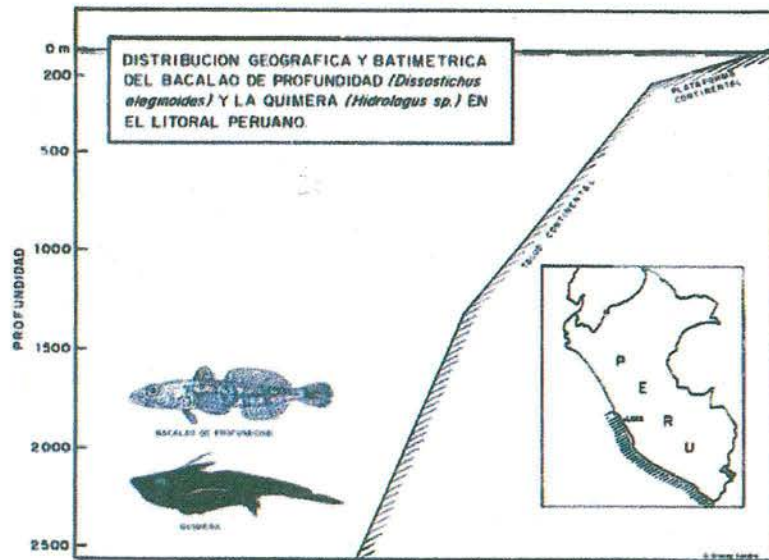 0 m
200
500
1000
1500
2000
2500
PROFUNDIDAD
DISTRIBUCION GEOGRAFICA Y BATIMETRICA
DEL BACALAO DE PROFUNDIDAD (Dissostichus
eleginoides) Y LA QUIMERA (Hidrolagus sp.) EN
EL LITORAL PERUANO.
PLATAFORMA
CONTINENTAL
TALUD CONTINENTAL
BACALAO DE PROFUNDIDAD
QUIMERA
P
E
R
U
LIMA